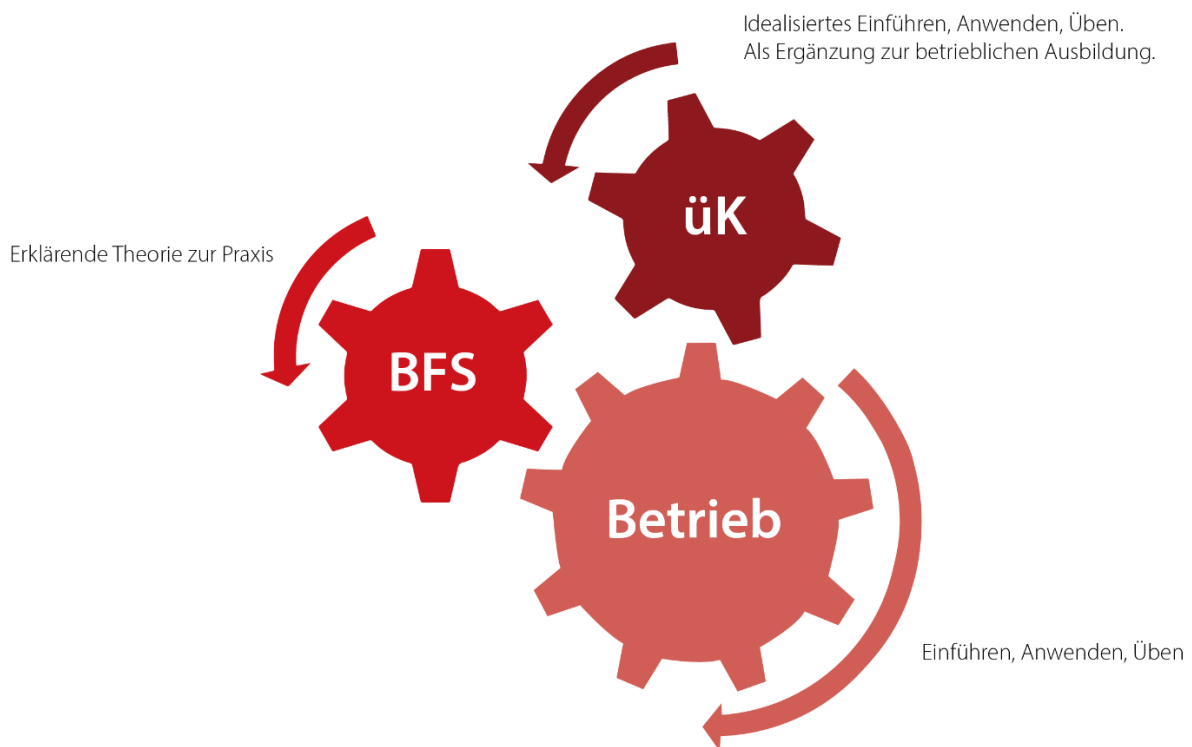 Idealisiertes Einführen, Anwenden, Üben.
Als Ergänzung zur betrieblichen Ausbildung.
üK
Erklärende Theorie zur Praxis
BFS
Betrieb
Einführen, Anwenden, Üben